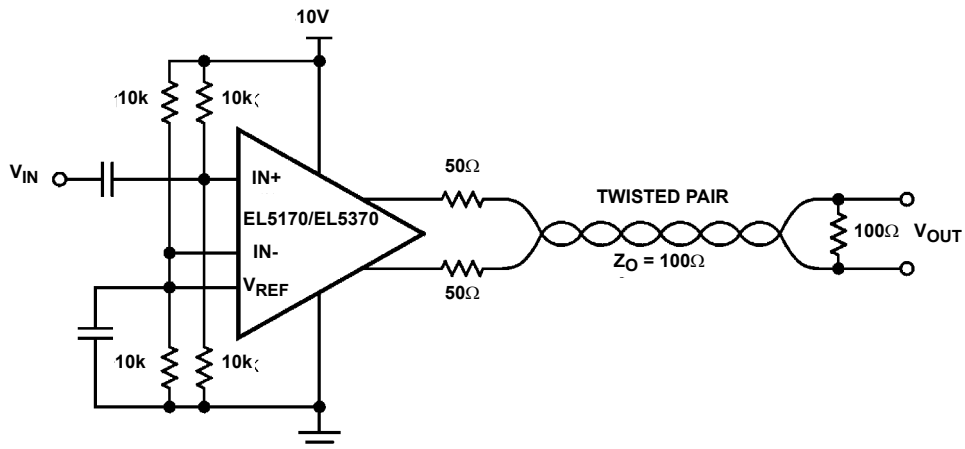 10V
10k
10k
50Ω
V_IN
IN+
TWISTED PAIR
EL5170/EL5370
100Ω
V_OUT
IN-
Z_O = 100Ω
V_REF
50Ω
10k
10k